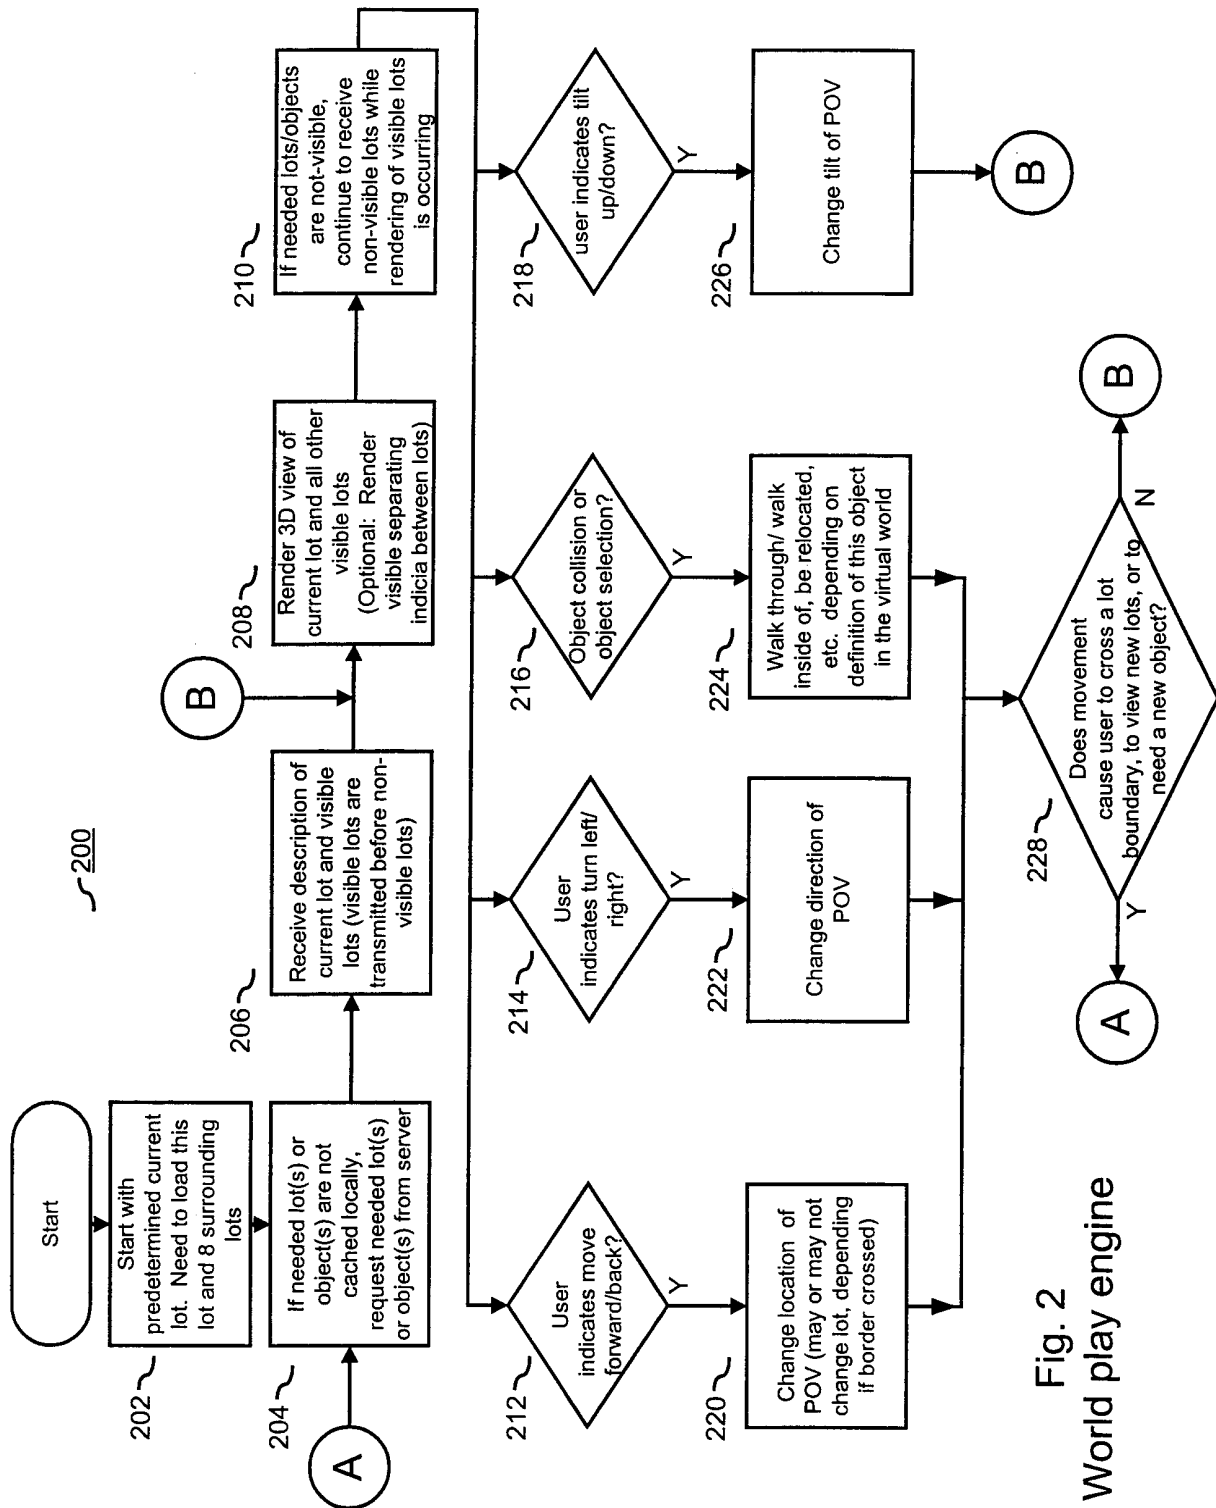 200
Start
202
Start with
predetermined current
lot. Need to load this
lot and 8 surrounding
lots
A
204
If needed lot(s) or
object(s) are not
cached locally,
request needed lot(s)
or object(s) from server
206
Receive description of
current lot and visible
lots (visible lots are
transmitted before non-
visible lots)
B
208
Render 3D view of
current lot and all other
visible lots
(Optional: Render
visible separating
indicia between lots)
210
If needed lots/objects
are not-visible,
continue to receive
non-visible lots while
rendering of visible lots
is occurring
212
User
indicates move
forward/back?
Y
214
User
indicates turn left/
right?
Y
216
Object collision or
object selection?
Y
218
user indicates tilt
up/down?
Y
220
Change location of
POV (may or may not
change lot, depending
if border crossed)
222
Change direction of
POV
224
Walk through/ walk
inside of, be relocated,
etc. depending on
definition of this object
in the virtual world
226
Change tilt of POV
B
228
Does movement
cause user to cross a lot
boundary, to view new lots, or to
need a new object?
Y
A
N
B
Fig. 2
World play engine